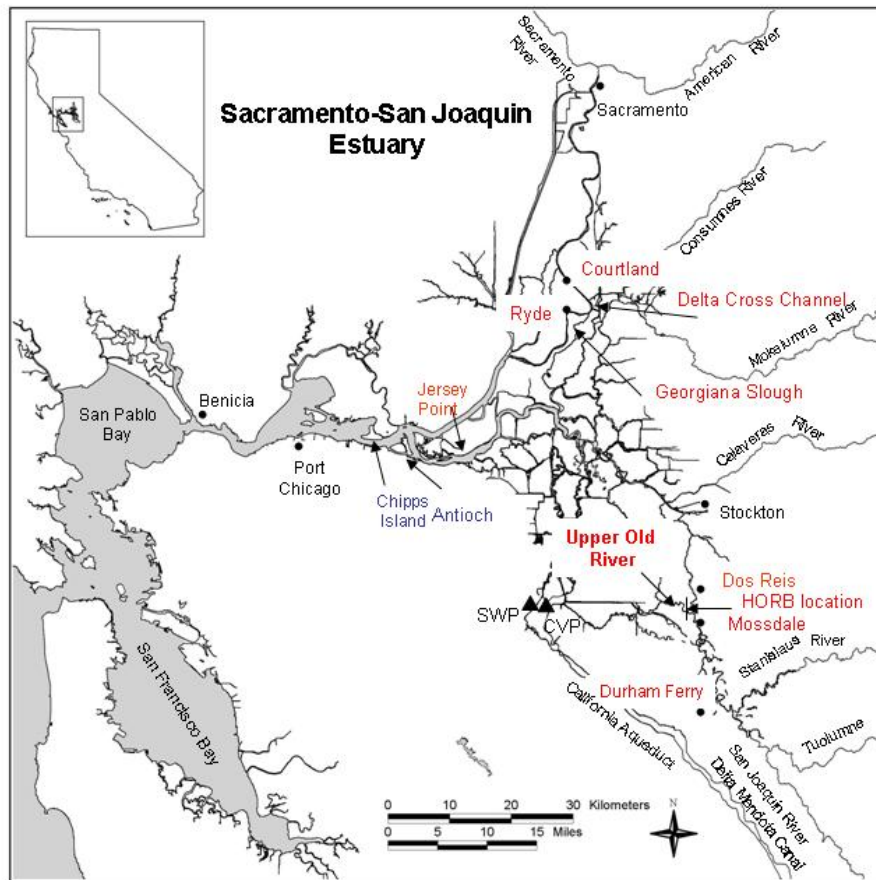 Sacramento
River
American River
Sacramento
Sacramento-San Joaquin
Estuary
Consumnes River
Courtland
Delta Cross Channel
Ryde
Mokelumne River
Georgiana Slough
Jersey
Point
Benicia
San Pablo
Bay
Calaveras
River
Port
Chicago
Chipps
Island
Antioch
Stockton
Upper Old
River
Dos Reis
HORB location
Mossdale
SWP
CVP
Stanislaus River
Durham Ferry
San Francisco Bay
California Aqueduct
Tuolumne
San Joaquin River
Delta Mendota Canal
N
0 10 20 30 Kilometers
0 5 10 15 Miles